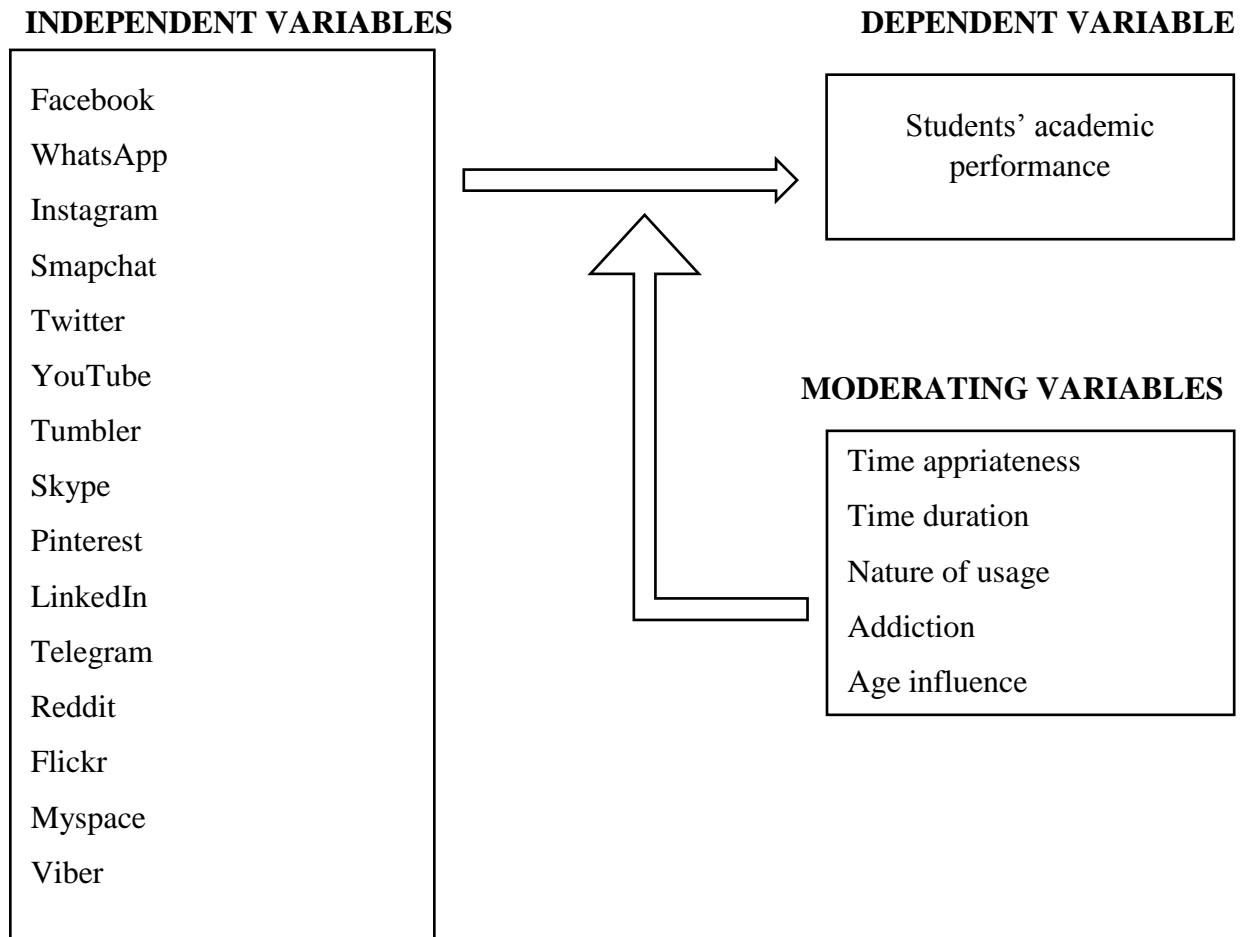 INDEPENDENT VARIABLES
Facebook
WhatsApp
Instagram
Smapchat
Twitter
YouTube
Tumbler
Skype
Pinterest
LinkedIn
Telegram
Reddit
Flickr
Myspace
Viber
DEPENDENT VARIABLE
Students’ academic
performance
MODERATING VARIABLES
Time appriateness
Time duration
Nature of usage
Addiction
Age influence